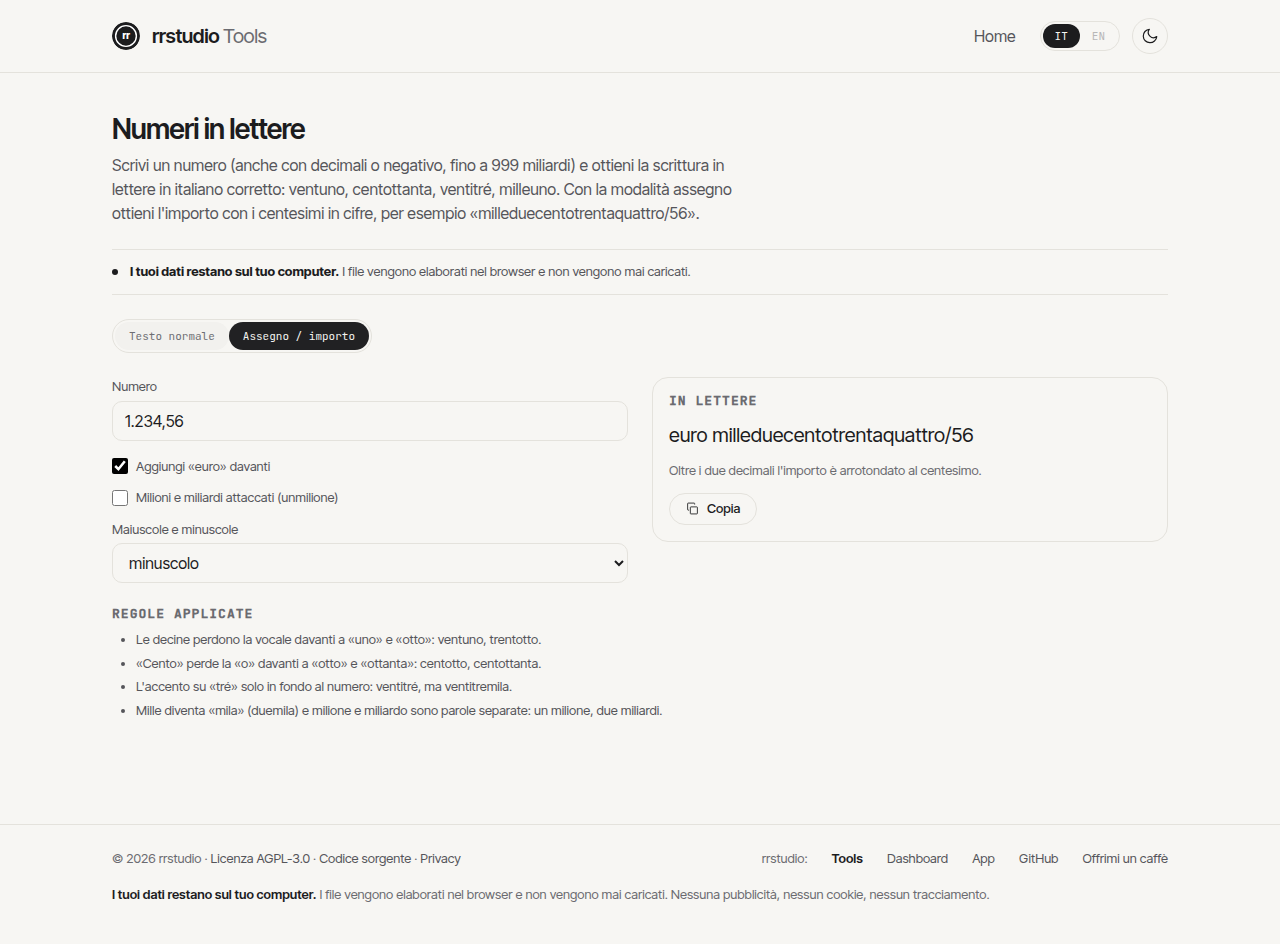 rr rrstudio Tools
Home
IT EN
Numeri in lettere
Scrivi un numero (anche con decimali o negativo, fino a 999 miliardi) e ottieni la scrittura in
lettere in italiano corretto: ventuno, centottanta, ventitré, milleuno. Con la modalità assegno
ottieni l'importo con i centesimi in cifre, per esempio «milleduecentotrentaquattro/56».
I tuoi dati restano sul tuo computer. I file vengono elaborati nel browser e non vengono mai caricati.
Testo normale Assegno / importo
Numero
1.234,56
Aggiungi «euro» davanti
Milioni e miliardi attaccati (unmilione)
Maiuscole e minuscole
minuscolo
IN LETTERE
euro milleduecentotrentaquattro/56
Oltre i due decimali l'importo è arrotondato al centesimo.
Copia
REGOLE APPLICATE
Le decine perdono la vocale davanti a «uno» e «otto»: ventuno, trentotto.
«Cento» perde la «o» davanti a «otto» e «ottanta»: centotto, centottanta.
L'accento su «tré» solo in fondo al numero: ventitré, ma ventitremila.
Mille diventa «mila» (duemila) e milione e miliardo sono parole separate: un milione, due miliardi.
© 2026 rrstudio · Licenza AGPL-3.0 · Codice sorgente · Privacy
rrstudio: Tools Dashboard App GitHub Offrimi un caffè
I tuoi dati restano sul tuo computer. I file vengono elaborati nel browser e non vengono mai caricati. Nessuna pubblicità, nessun cookie, nessun tracciamento.